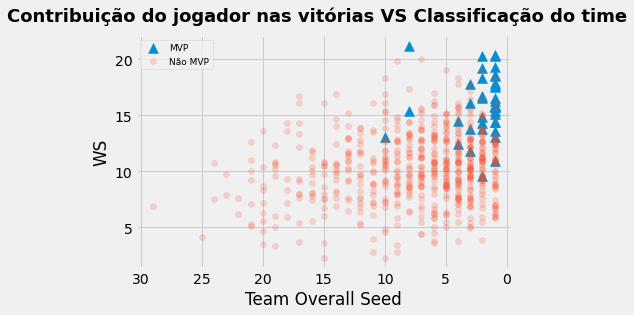 Contribuição do jogador nas vitórias VS Classificação do time
MVP
Não MVP
20
15
10
5
WS
30
25
20
15
10
5
0
Team Overall Seed